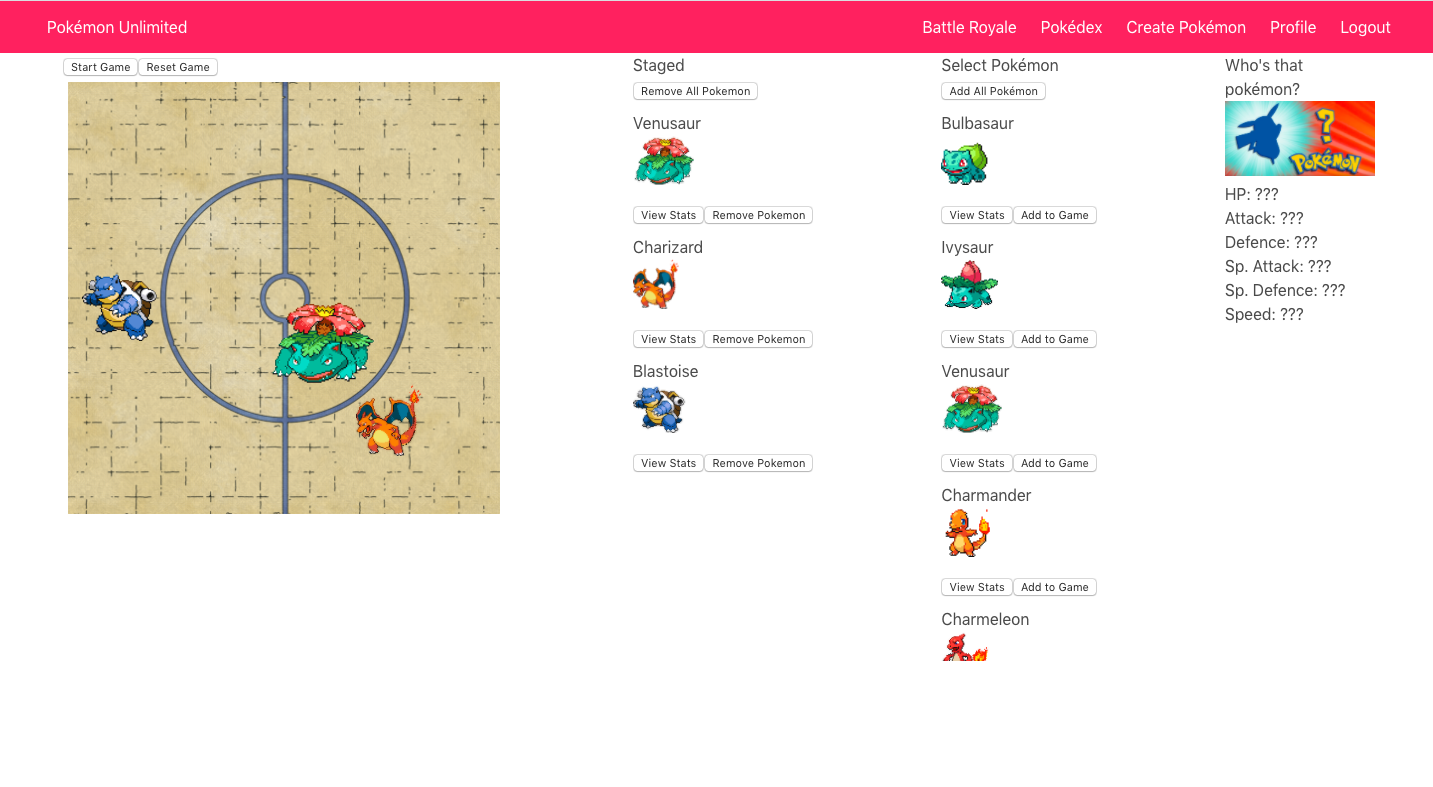 Pokémon Unlimited
Battle Royale
Pokédex
Create Pokémon
Profile
Logout
Start Game
Reset Game
Staged
Remove All Pokemon
Venusaur
View Stats
Remove Pokemon
Charizard
View Stats
Remove Pokemon
Blastoise
View Stats
Remove Pokemon
Select Pokémon
Add All Pokémon
Bulbasaur
View Stats
Add to Game
Ivysaur
View Stats
Add to Game
Venusaur
View Stats
Add to Game
Charmander
View Stats
Add to Game
Charmeleon
Who's that
pokémon?
?
POKéMON
HP: ???
Attack: ???
Defence: ???
Sp. Attack: ???
Sp. Defence: ???
Speed: ???